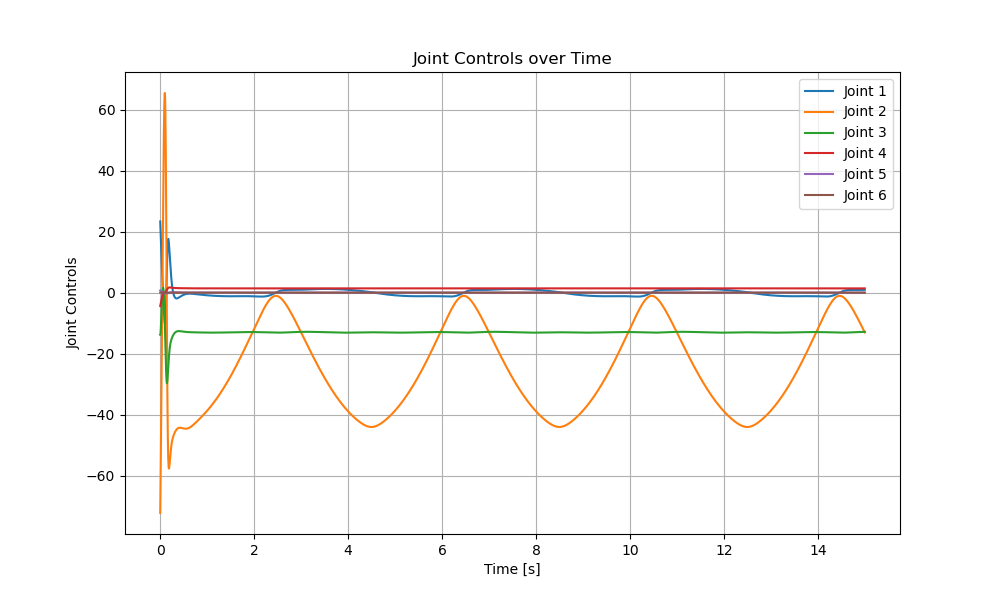 Joint Controls over Time
Joint Controls
60
40
20
0
−20
−40
−60
0 2 4 6 8 10 12 14
Time [s]
Joint 1
Joint 2
Joint 3
Joint 4
Joint 5
Joint 6